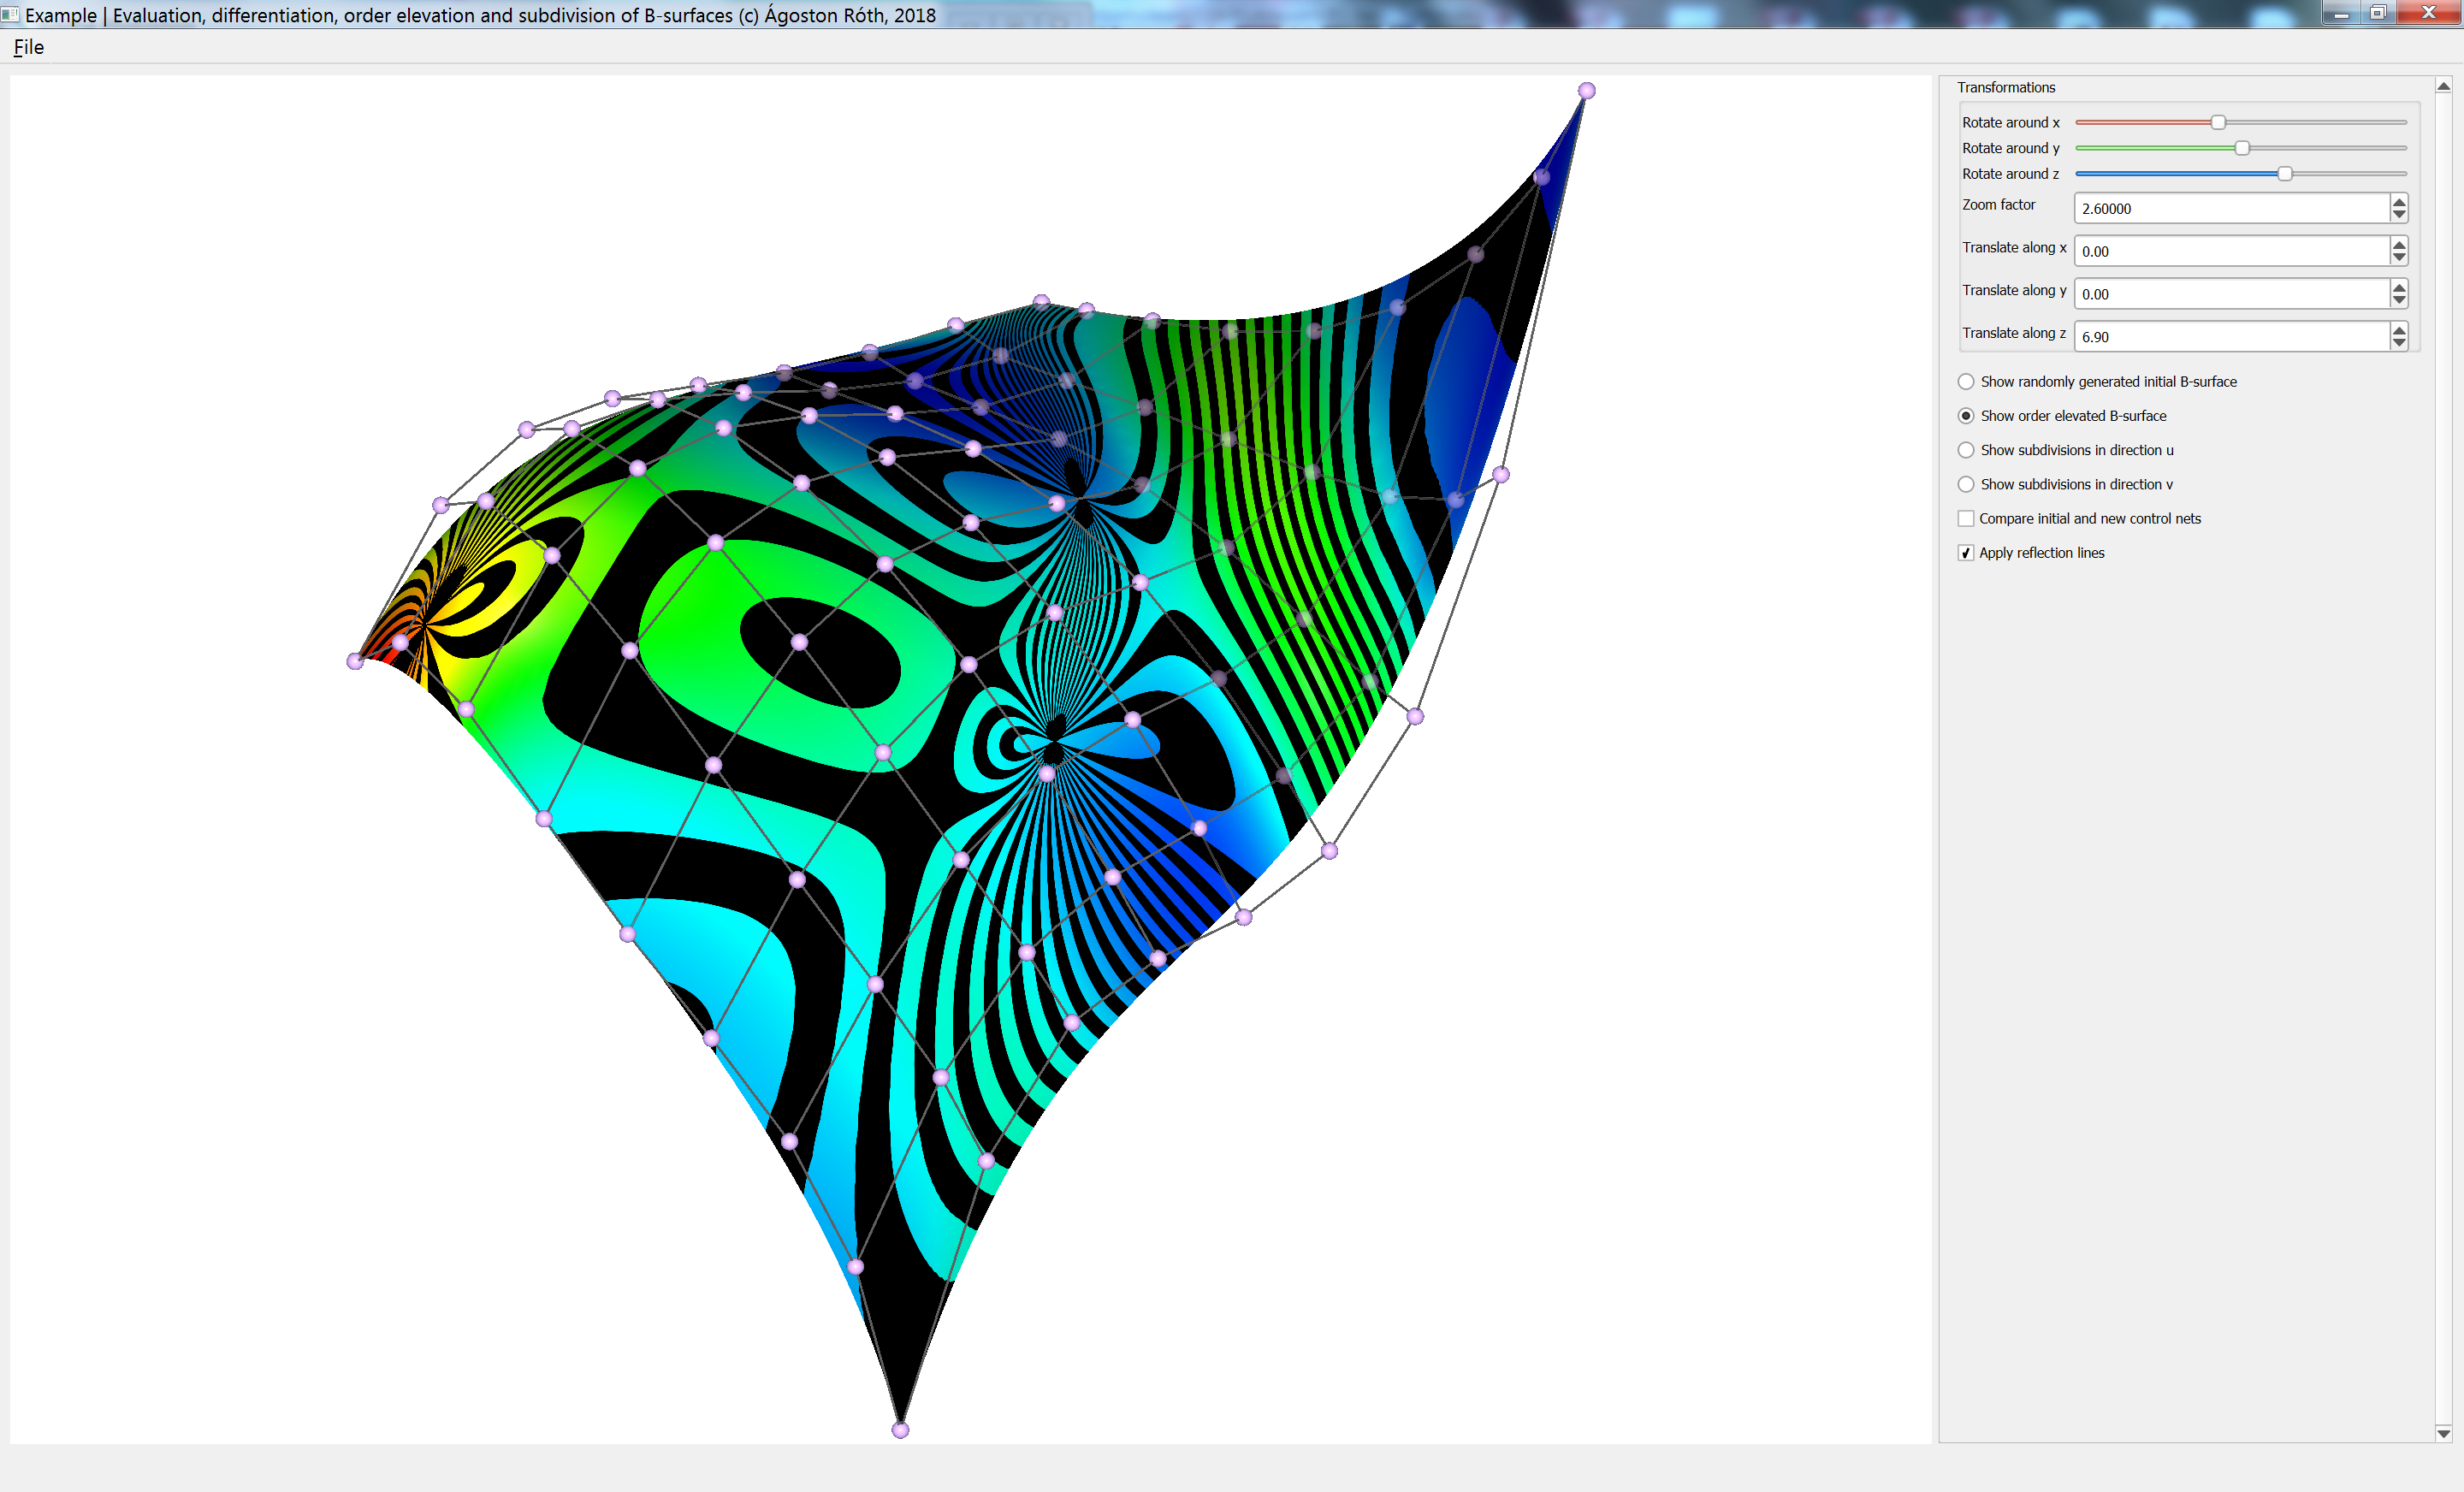 Example | Evaluation, differentiation, order elevation and subdivision of B-surfaces (c) Ágoston Róth, 2018
File
Transformations
Rotate around x
Rotate around y
Rotate around z
Zoom factor 2.60000
Translate along x 0.00
Translate along y 0.00
Translate along z 6.90
Show randomly generated initial B-surface
Show order elevated B-surface
Show subdivisions in direction u
Show subdivisions in direction v
Compare initial and new control nets
Apply reflection lines